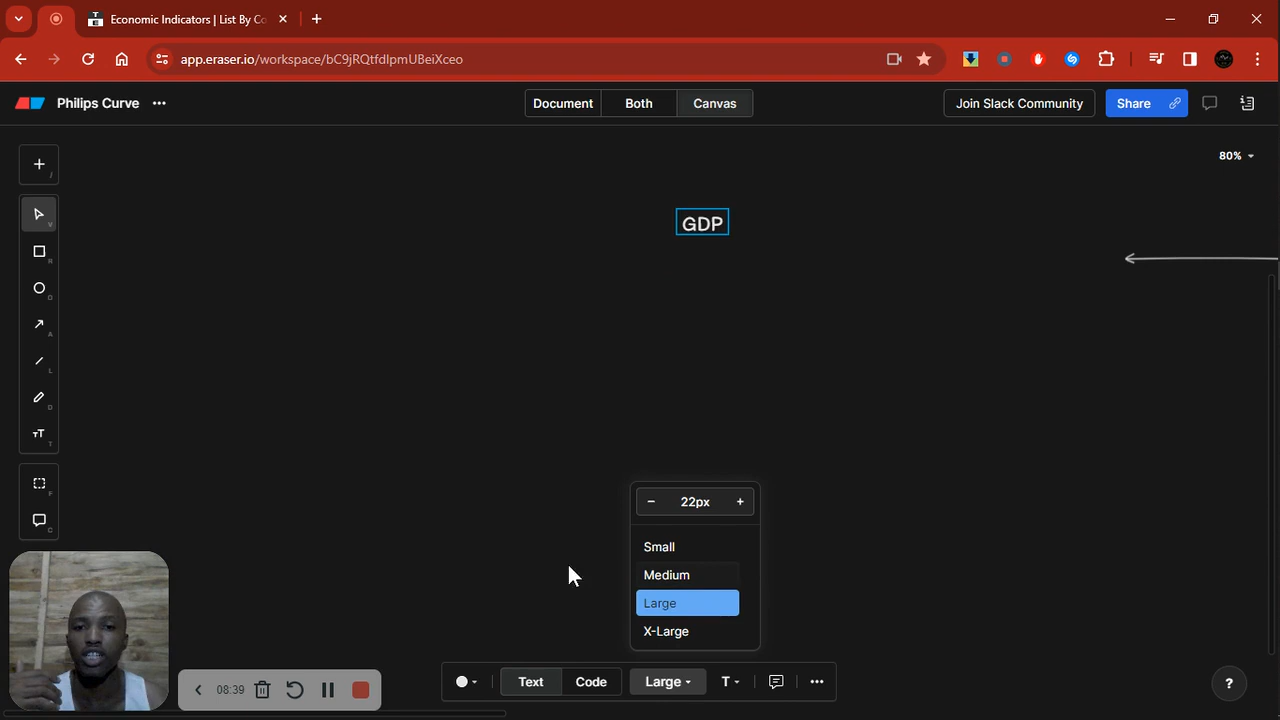 Economic Indicators | List By Co
app.eraser.io/workspace/bC9jRQtfdIpmUBeiXceo
Philips Curve
Document
Both
Canvas
Join Slack Community
Share
80%
GDP
22px
Small
Medium
Large
X-Large
08:39
Text
Code
Large
T
?